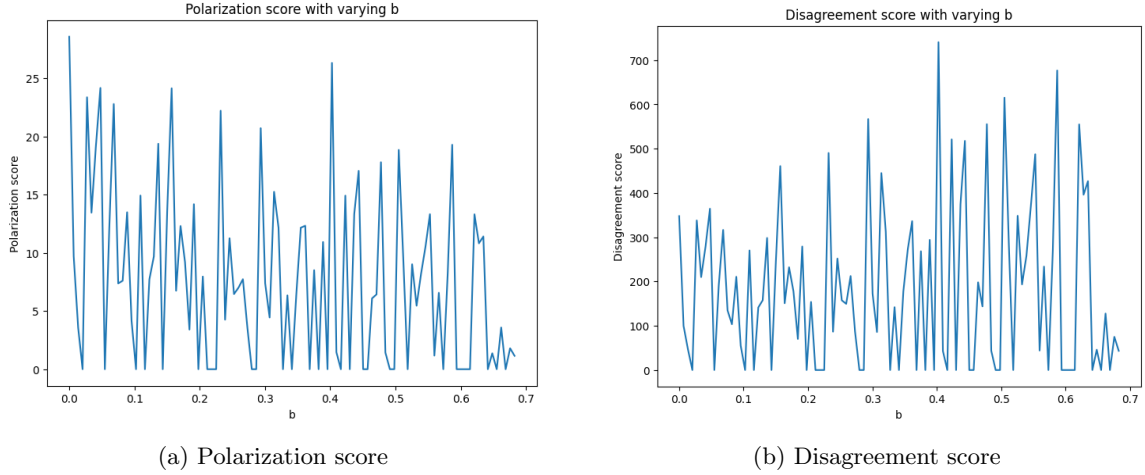 Polarization score with varying b
25
20
15
10
5
0
Polarization score
0.0 0.1 0.2 0.3 0.4 0.5 0.6 0.7
b
(a) Polarization score
Disagreement score with varying b
700
600
500
400
300
200
100
0
Disagreement score
0.0 0.1 0.2 0.3 0.4 0.5 0.6 0.7
b
(b) Disagreement score